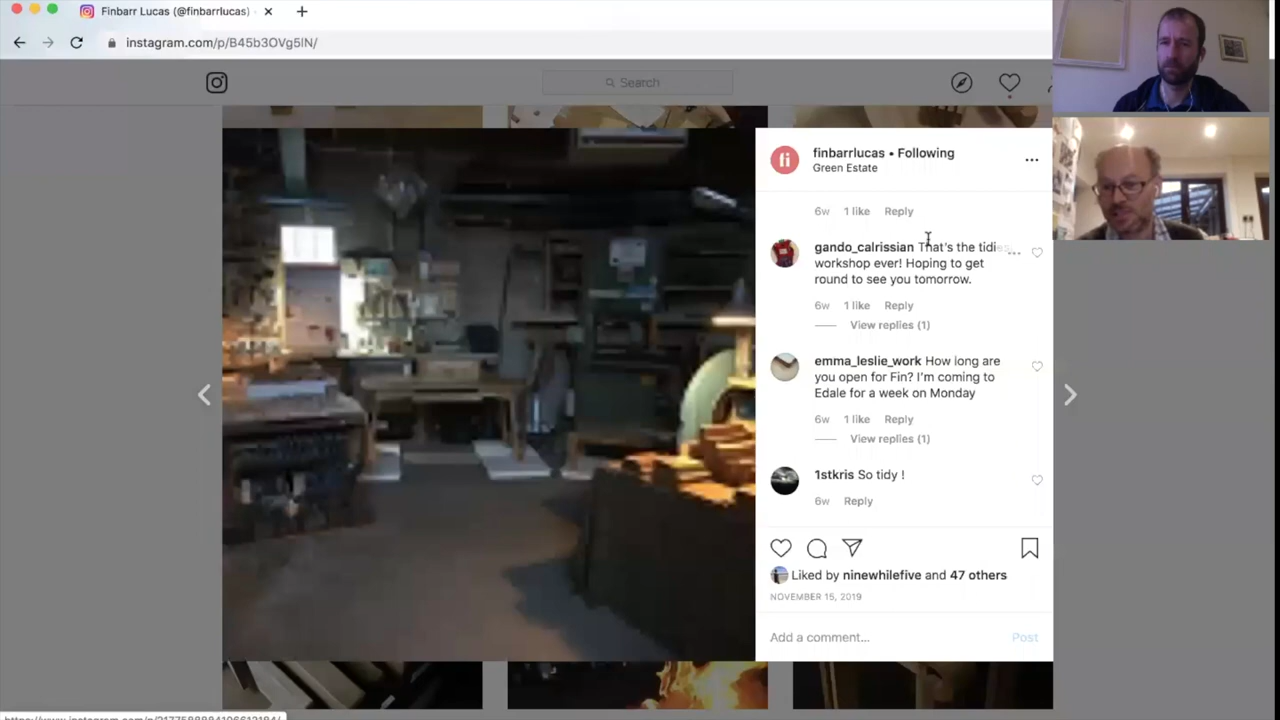 Finbarr Lucas (@finbarrlucas)
instagram.com/p/B45b3OVg5lN/
Search
fi
finbarrlucas • Following
Green Estate
6w 1 like Reply
gando_calrissian That's the tidies
workshop ever! Hoping to get
round to see you tomorrow.
6w 1 like Reply
View replies (1)
emma_leslie_work How long are
you open for Fin? I'm coming to
Edale for a week on Monday
6w 1 like Reply
View replies (1)
1stkris So tidy !
6w Reply
Liked by ninewhilefive and 47 others
NOVEMBER 15, 2019
Add a comment... Post